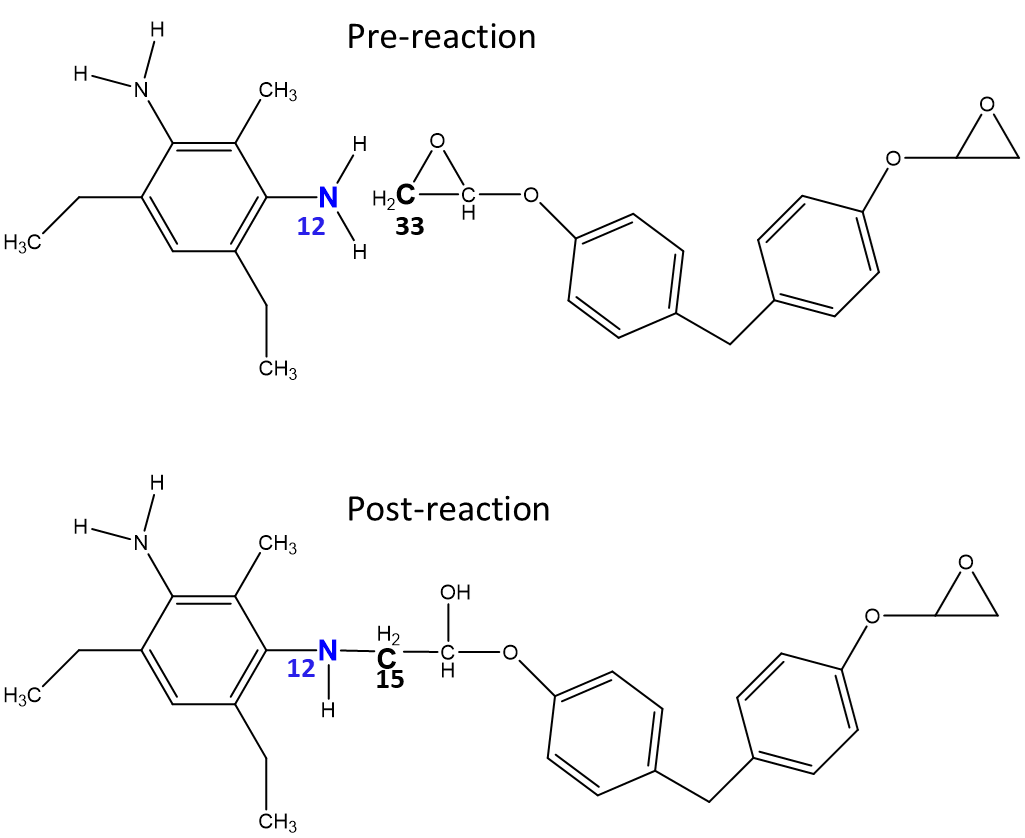 Pre-reaction
H
H
N
CH₃
O
H
O
H₂C
C
H
O
N
12
33
H
H₃C
CH₃
O
Post-reaction
H
H
N
CH₃
O
OH
H₂
N
C
C
H
O
O
12
15
H
H₃C
CH₃